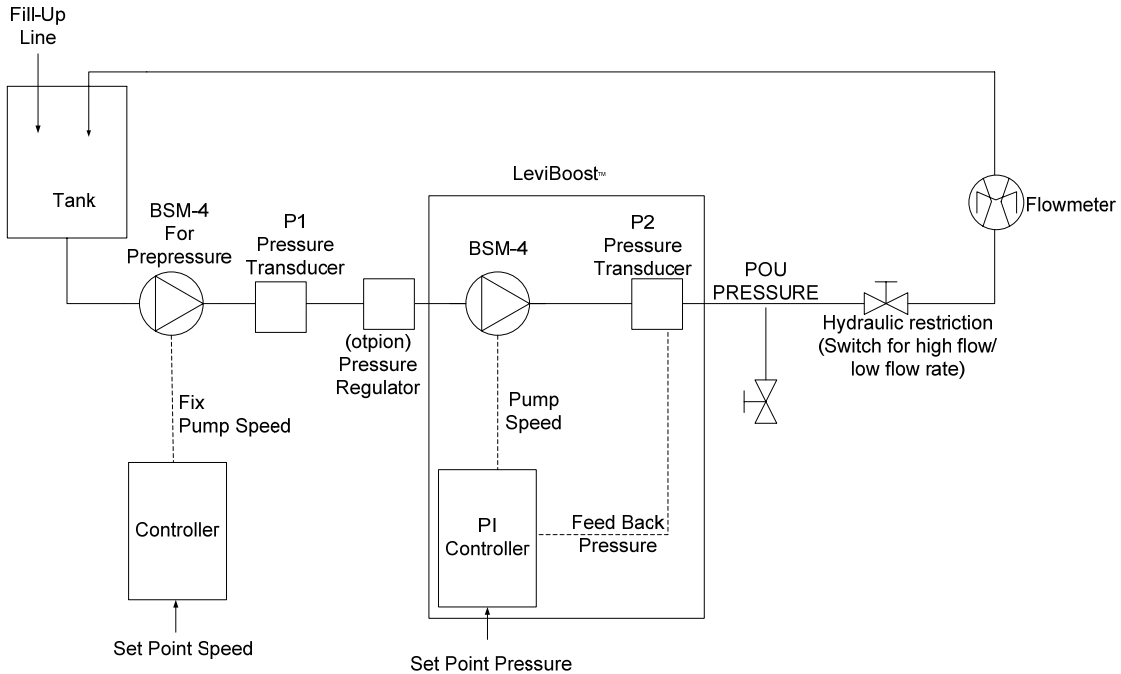 Fill-Up
Line
Tank
BSM-4
For
Prepressure
P1
Pressure
Transducer
(otpion)
Pressure
Regulator
LeviBoost™
BSM-4
P2
Pressure
Transducer
POU
PRESSURE
Hydraulic restriction
(Switch for high flow/
low flow rate)
Flowmeter
Fix
Pump Speed
Controller
Set Point Speed
Pump
Speed
PI
Controller
Feed Back
Pressure
Set Point Pressure